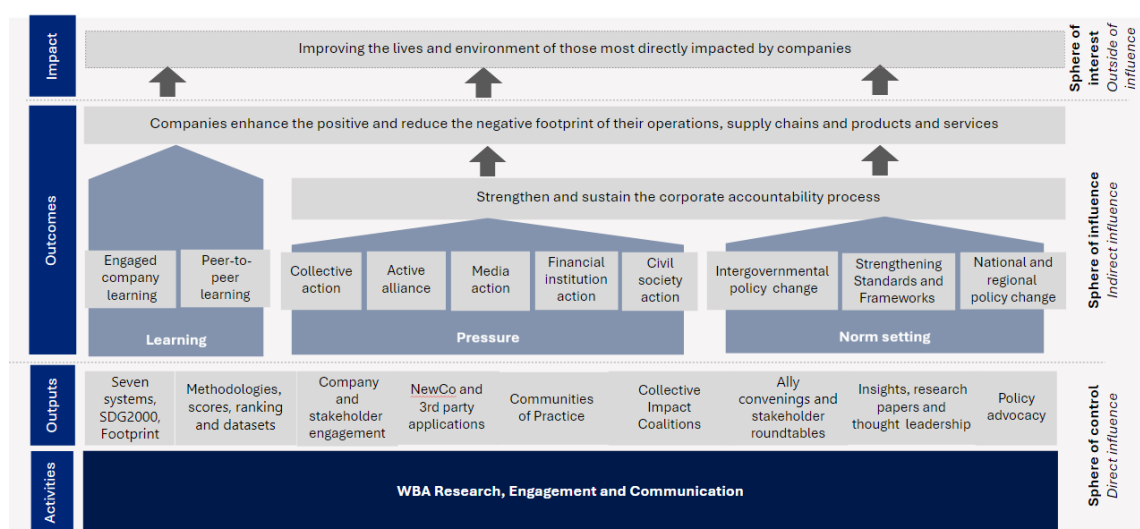 Impact
Improving the lives and environment of those most directly impacted by companies
Sphere of
interest
Outside of
influence
Outcomes
Companies enhance the positive and reduce the negative footprint of their operations, supply chains and products and services
Strengthen and sustain the corporate accountability process
Engaged
company
learning
Peer-to-
peer
learning
Learning
Collective
action
Active
alliance
Media
action
Financial
institution
action
Civil
society
action
Pressure
Intergovernmental
policy change
Strengthening
Standards and
Frameworks
National and
regional
policy change
Norm setting
Sphere of influence
Indirect influence
Outputs
Seven
systems,
SDG2000,
Footprint
Methodologies,
scores, ranking
and datasets
Company
and
stakeholder
engagement
NewCo and
3rd party
applications
Communities
of Practice
Collective
Impact
Coalitions
Ally
convenings and
stakeholder
roundtables
Insights, research
papers and
thought leadership
Policy
advocacy
Activities
WBA Research, Engagement and Communication
Sphere of control
Direct influence